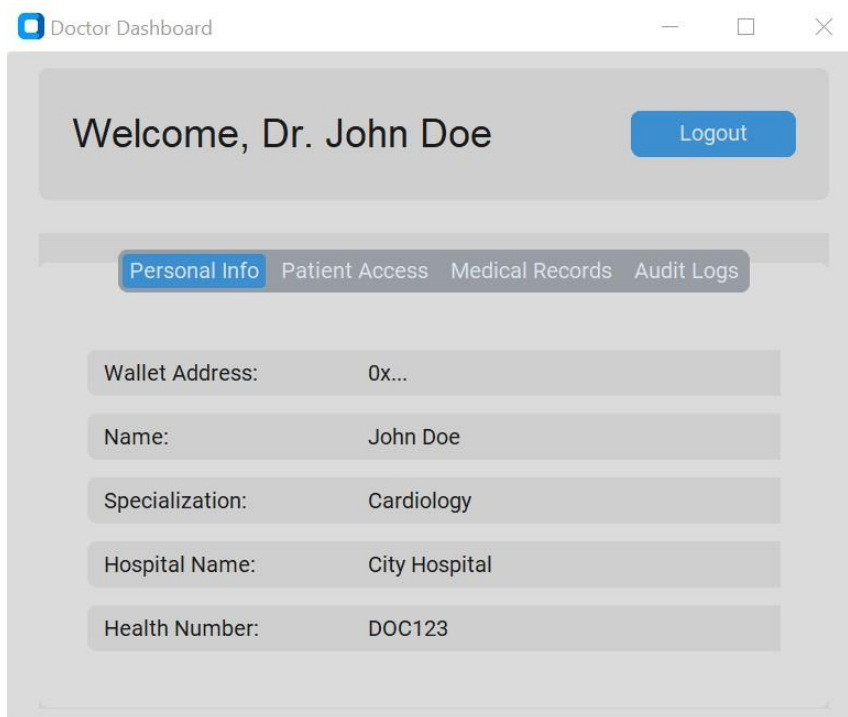 Doctor Dashboard
Welcome, Dr. John Doe
Logout
Personal Info Patient Access Medical Records Audit Logs
Wallet Address: 0x...
Name: John Doe
Specialization: Cardiology
Hospital Name: City Hospital
Health Number: DOC123